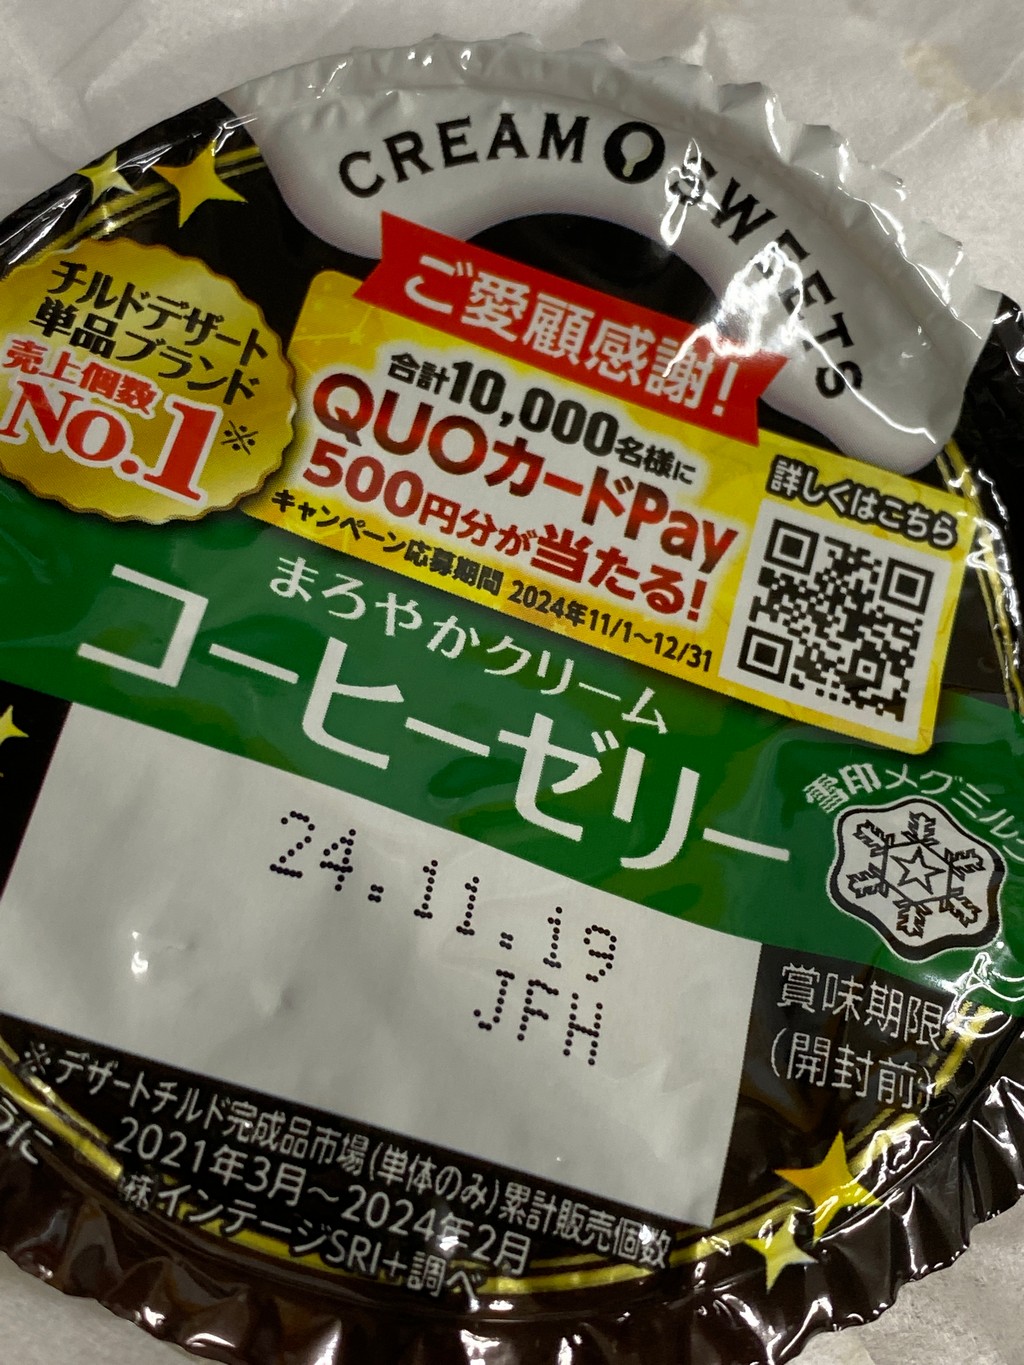 CREAM SWEETS
チルドデザート
単品ブランド
売上個数
No.1※
ご愛顧感謝!
合計10,000名様に
QUOカードPay
500円分が当たる!
キャンペーン応募期間 2024年11/1~12/31
詳しくはこちら
まろやかクリーム
コーヒーゼリー
雪印メグミルク
24.11.19
JFH
賞味期限
(開封前)
※デザートチルド完成品市場(単体のみ)累計販売個数
2021年3月~2024年2月
㈱インテージSRI+調べ